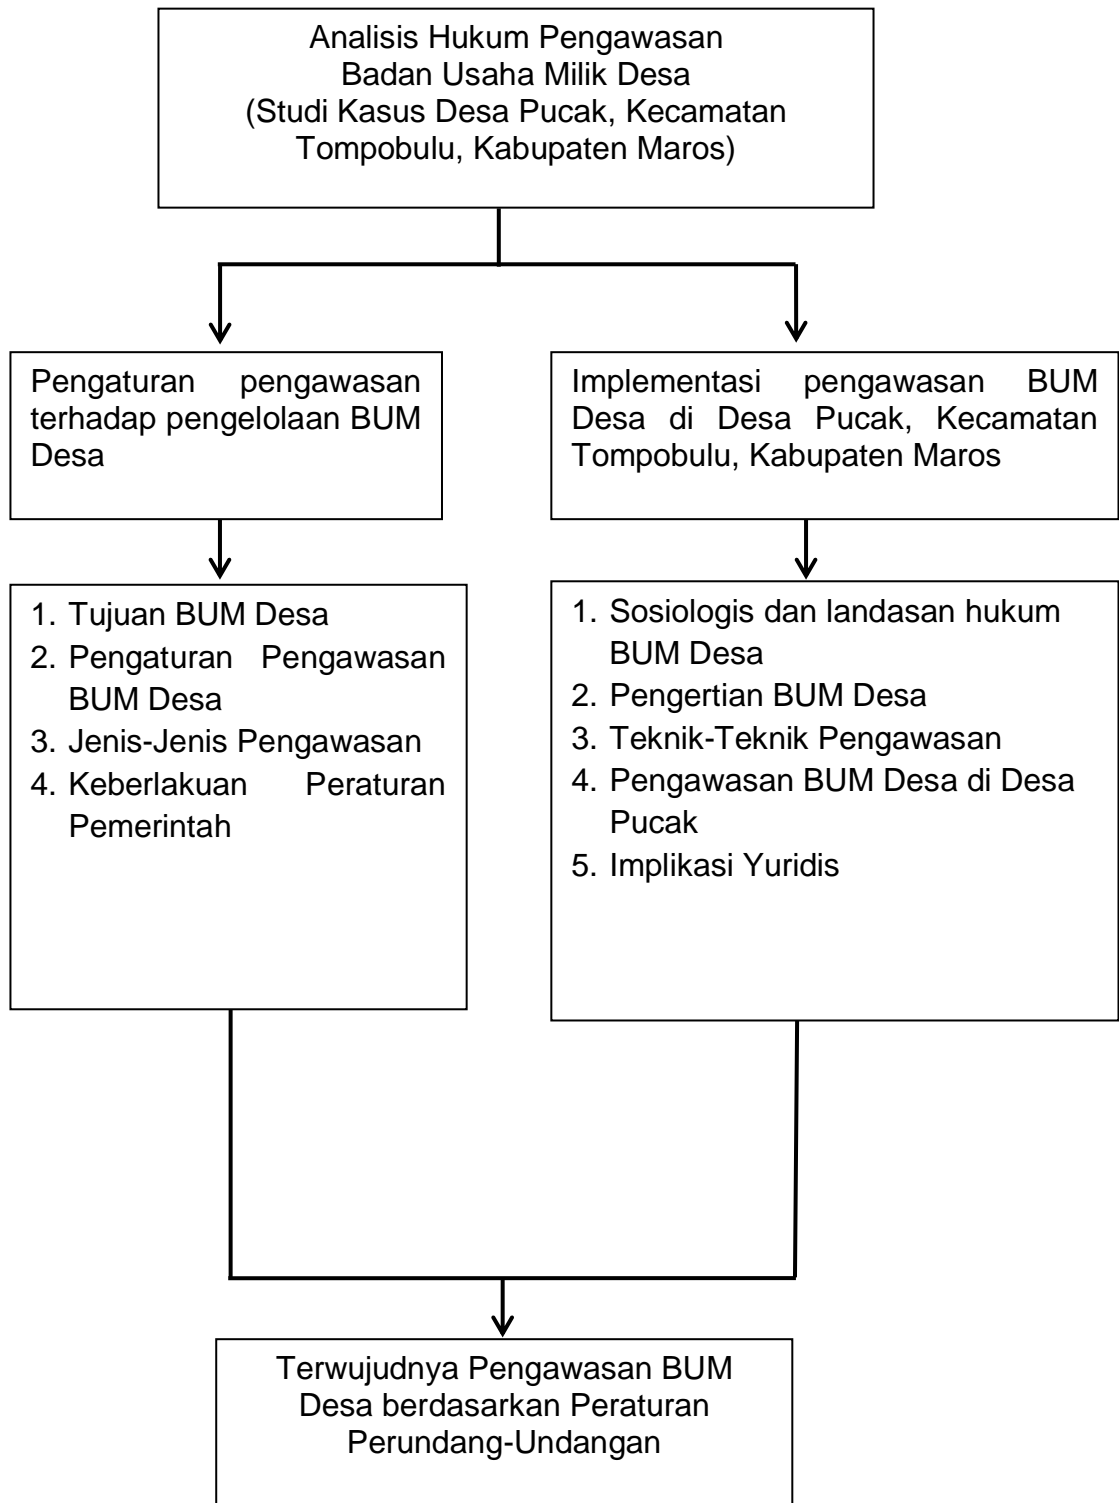 Analisis Hukum Pengawasan
Badan Usaha Milik Desa
(Studi Kasus Desa Pucak, Kecamatan
Tompobulu, Kabupaten Maros)
Pengaturan pengawasan
terhadap pengelolaan BUM
Desa
Implementasi pengawasan BUM
Desa di Desa Pucak, Kecamatan
Tompobulu, Kabupaten Maros
1. Tujuan BUM Desa
2. Pengaturan Pengawasan
BUM Desa
3. Jenis-Jenis Pengawasan
4. Keberlakuan Peraturan
Pemerintah
1. Sosiologis dan landasan hukum
BUM Desa
2. Pengertian BUM Desa
3. Teknik-Teknik Pengawasan
4. Pengawasan BUM Desa di Desa
Pucak
5. Implikasi Yuridis
Terwujudnya Pengawasan BUM
Desa berdasarkan Peraturan
Perundang-Undangan